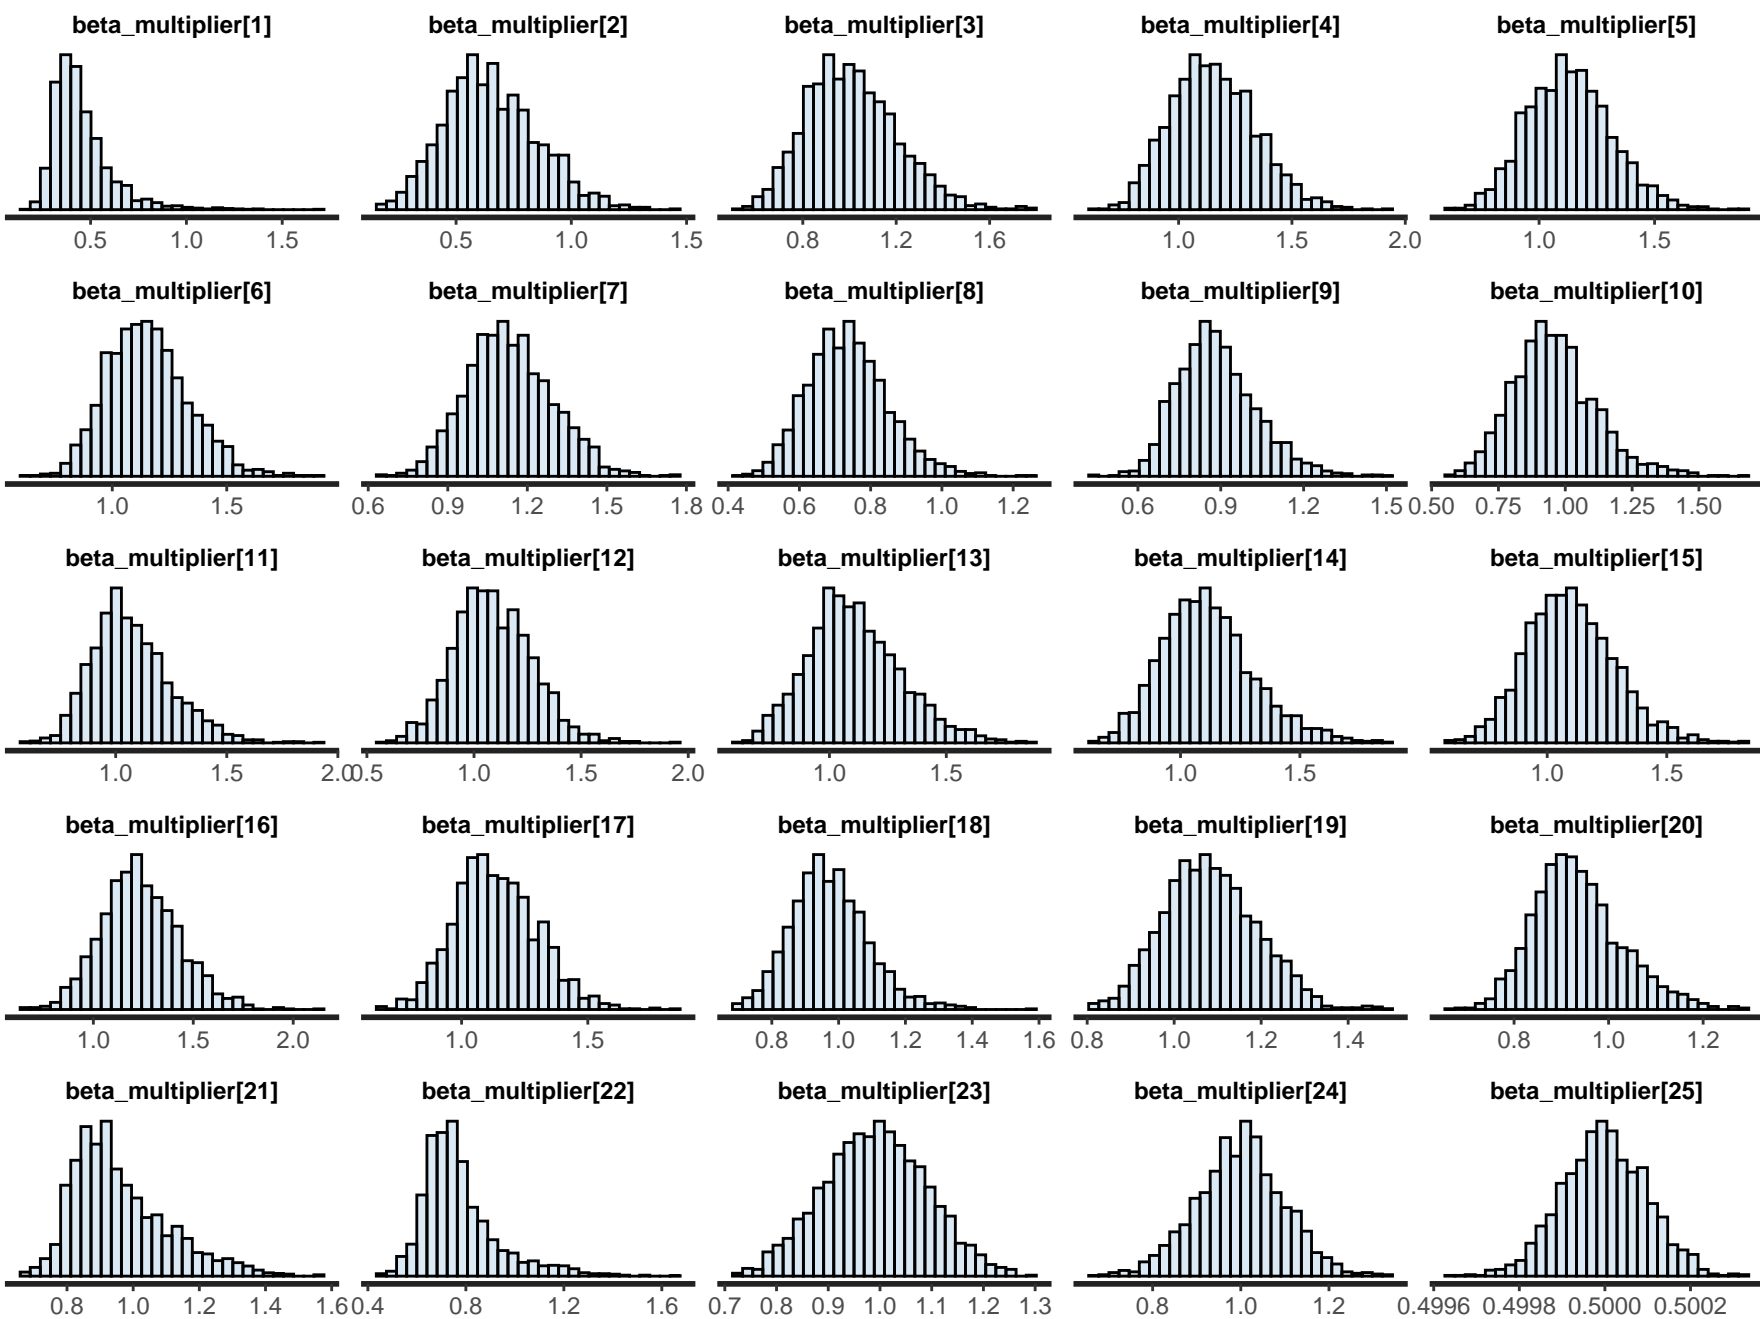 beta_multiplier[1] beta_multiplier[2] beta_multiplier[3] beta_multiplier[4] beta_multiplier[5]
0.5 1.0 1.5 0.5 1.0 1.5 0.8 1.2 1.6 1.0 1.5 2.0 1.0 1.5
beta_multiplier[6] beta_multiplier[7] beta_multiplier[8] beta_multiplier[9] beta_multiplier[10]
1.0 1.5 0.6 0.9 1.2 1.5 1.8 0.4 0.6 0.8 1.0 1.2 0.6 0.9 1.2 1.5 0.50 0.75 1.00 1.25 1.50
beta_multiplier[11] beta_multiplier[12] beta_multiplier[13] beta_multiplier[14] beta_multiplier[15]
1.0 1.5 2.0 0.5 1.0 1.5 2.0 1.0 1.5 1.0 1.5 1.0 1.5
beta_multiplier[16] beta_multiplier[17] beta_multiplier[18] beta_multiplier[19] beta_multiplier[20]
1.0 1.5 2.0 1.0 1.5 0.8 1.0 1.2 1.4 1.6 0.8 1.0 1.2 1.4 0.8 1.0 1.2
beta_multiplier[21] beta_multiplier[22] beta_multiplier[23] beta_multiplier[24] beta_multiplier[25]
0.8 1.0 1.2 1.4 1.6 0.4 0.8 1.2 1.6 0.7 0.8 0.9 1.0 1.1 1.2 1.3 0.8 1.0 1.2 0.4996 0.4998 0.5000 0.5002